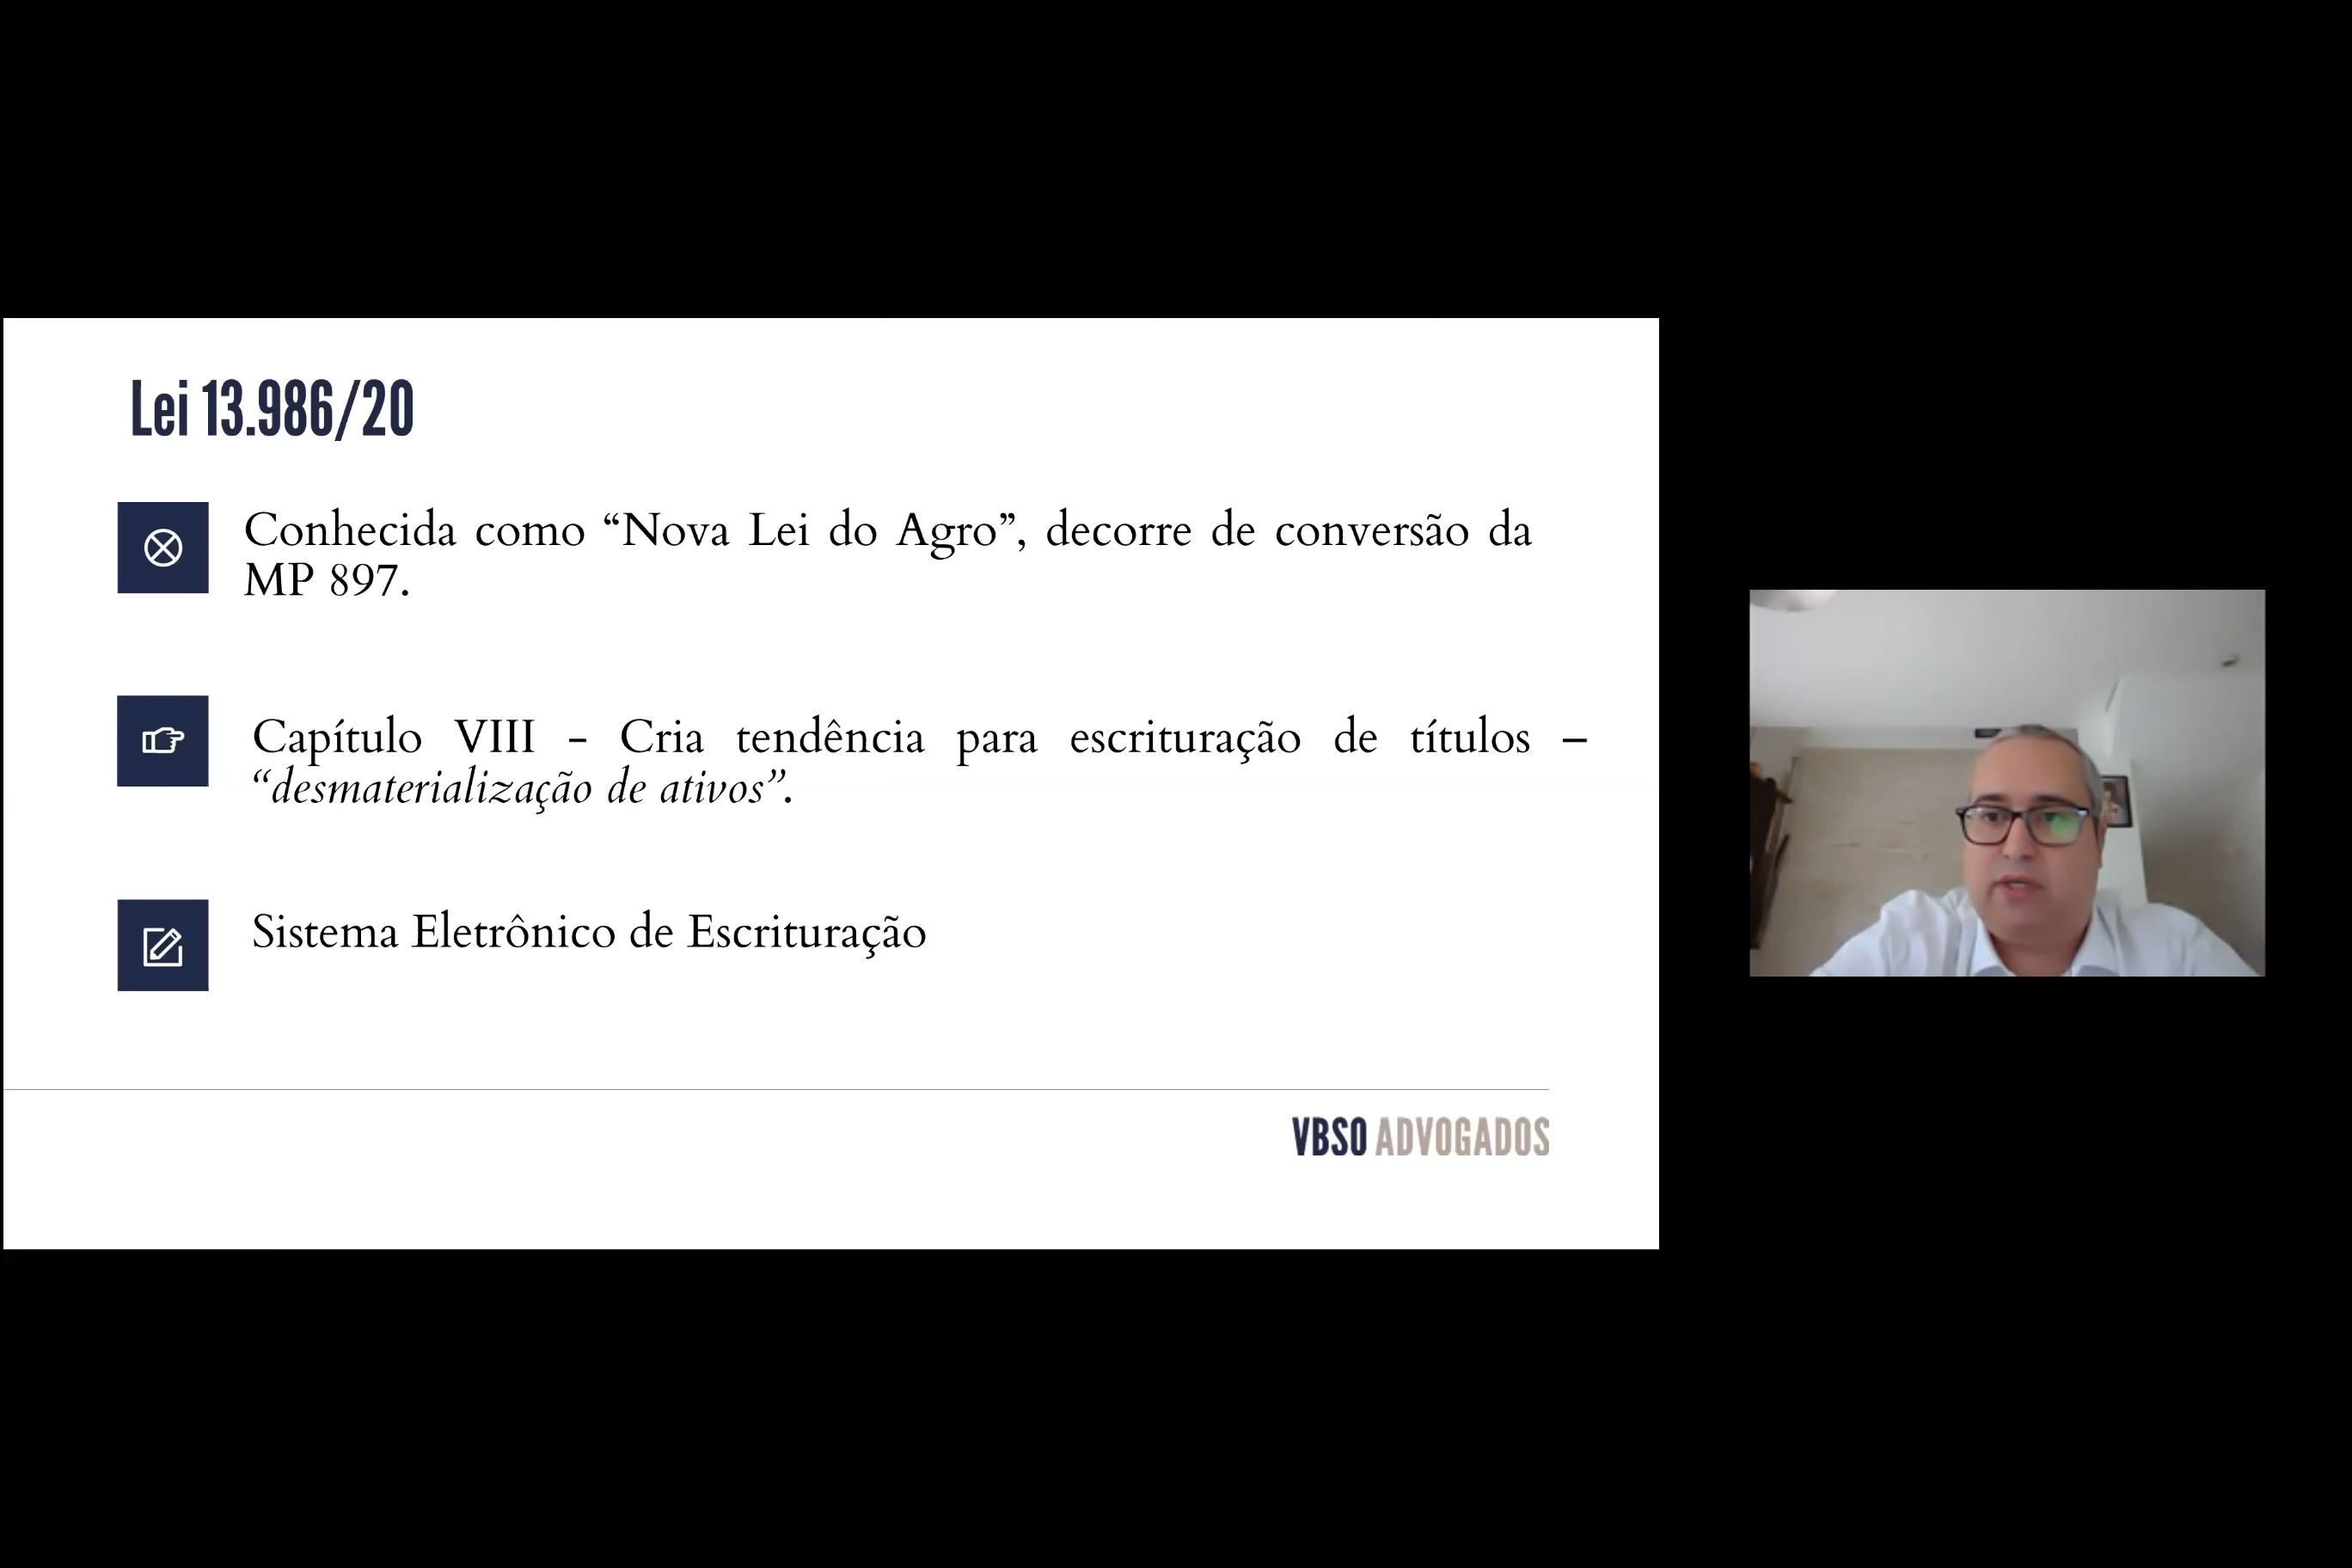 Lei 13.986/20
Conhecida como “Nova Lei do Agro”, decorre de conversão da
MP 897.
Capítulo VIII - Cria tendência para escrituração de títulos –
“desmaterialização de ativos”.
Sistema Eletrônico de Escrituração
VBSO ADVOGADOS